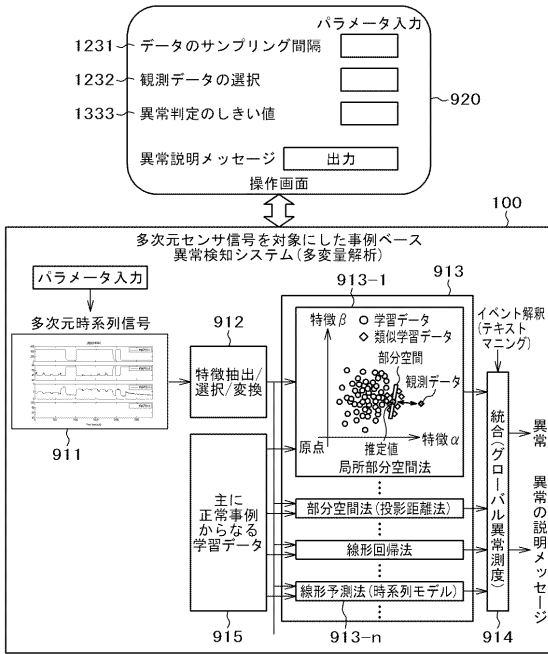 パラメータ入力
1231 データのサンプリング間隔
1232 観測データの選択
1333 異常判定のしきい値
920
異常説明メッセージ 出力
操作画面
100
多次元センサ信号を対象にした事例ベース
異常検知システム(多変量解析)
パラメータ入力
多次元時系列信号
911
912
特徴抽出/
選択/変換
主に
正常事例
からなる
学習データ
915
913
913-1
特徴β
学習データ
類似学習データ
部分空間
観測データ
推定値
特徴α
原点
局所部分空間法
部分空間法(投影距離法)
線形回帰法
線形予測法(時系列モデル)
913-n
イベント解釈
(テキスト
マニング)
統合(グローバル異常測度)
914
異常
異常の説明メッセージ